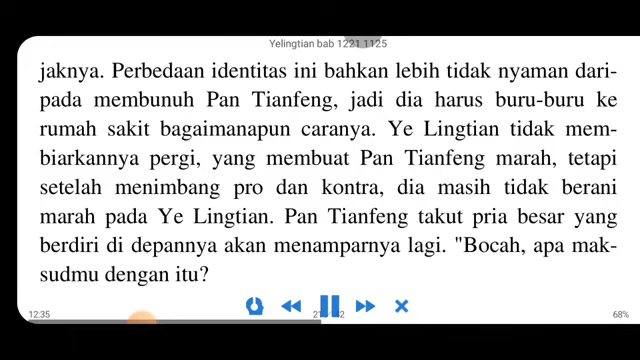 Yelingtian bab 1221 1125
jaknya. Perbedaan identitas ini bahkan lebih tidak nyaman dari-
pada membunuh Pan Tianfeng, jadi dia harus buru-buru ke
rumah sakit bagaimanapun caranya. Ye Lingtian tidak mem-
biarkannya pergi, yang membuat Pan Tianfeng marah, tetapi
setelah menimbang pro dan kontra, dia masih tidak berani
marah pada Ye Lingtian. Pan Tianfeng takut pria besar yang
berdiri di depannya akan menamparnya lagi. "Bocah, apa mak-
sudmu dengan itu?
12:35
68%